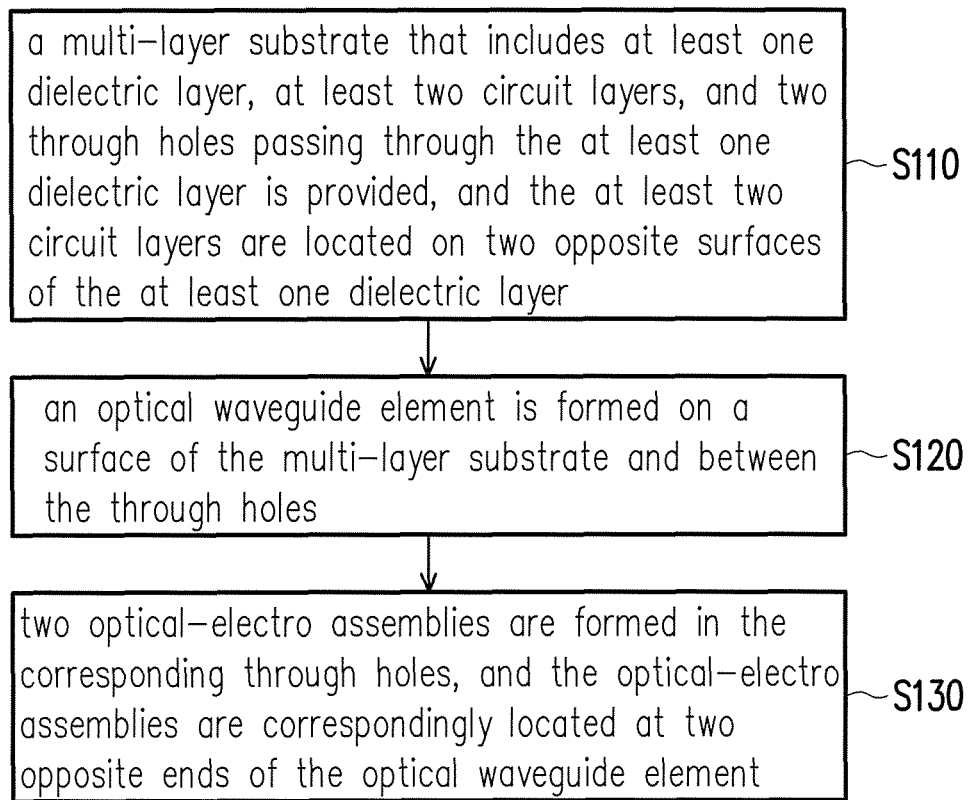 a multi-layer substrate that includes at least one
dielectric layer, at least two circuit layers, and two
through holes passing through the at least one
dielectric layer is provided, and the at least two
circuit layers are located on two opposite surfaces
of the at least one dielectric layer
S110
an optical waveguide element is formed on a
surface of the multi-layer substrate and between
the through holes
S120
two optical-electro assemblies are formed in the
corresponding through holes, and the optical-electro
assemblies are correspondingly located at two
opposite ends of the optical waveguide element
S130